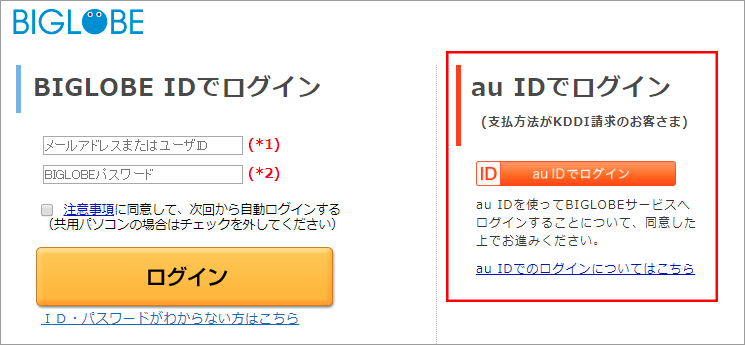 BIGLOBE
BIGLOBE IDでログイン
メールアドレスまたはユーザID (*1)
BIGLOBEパスワード (*2)
注意事項に同意して、次回から自動ログインする
（共用パソコンの場合はチェックを外してください）
ログイン
ＩＤ・パスワードがわからない方はこちら
au IDでログイン
(支払方法がKDDI請求のお客さま)
ID au IDでログイン
au IDを使ってBIGLOBEサービスへ
ログインすることについて、同意した
上でお進みください。
au IDでのログインについてはこちら